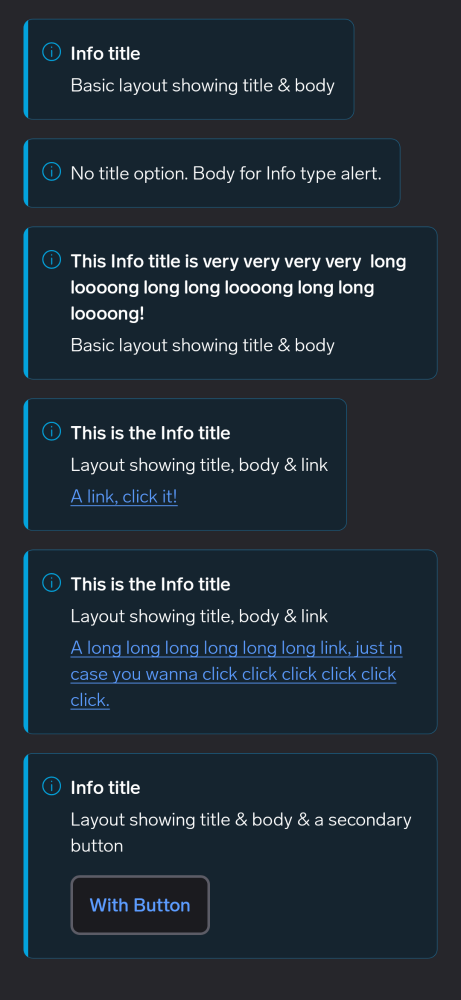 Info title
Basic layout showing title & body
No title option. Body for Info type alert.
This Info title is very very very very  long
loooong long long loooong long long
loooong!
Basic layout showing title & body
This is the Info title
Layout showing title, body & link
A link, click it!
This is the Info title
Layout showing title, body & link
A long long long long long long link, just in
case you wanna click click click click click
click.
Info title
Layout showing title & body & a secondary
button
With Button